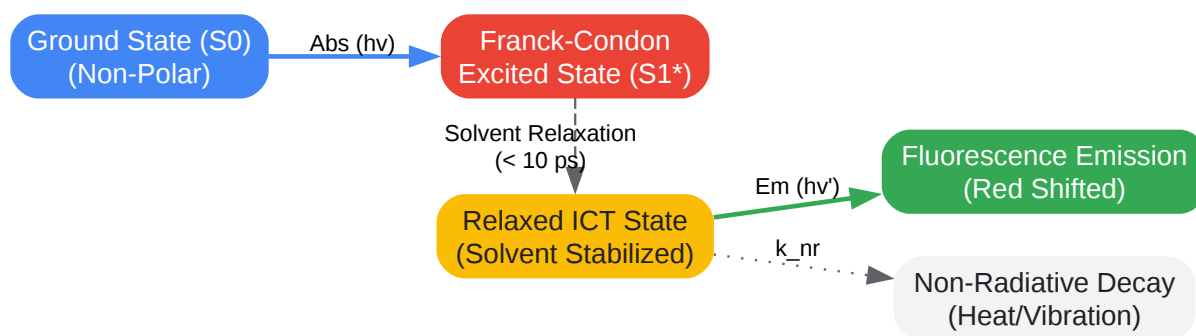 Ground State (S0)
(Non-Polar)
Abs (hv)
Franck-Condon
Excited State (S1*)
Solvent Relaxation
(< 10 ps)
Relaxed ICT State
(Solvent Stabilized)
Em (hv')
Fluorescence Emission
(Red Shifted)
k_nr
Non-Radiative Decay
(Heat/Vibration)